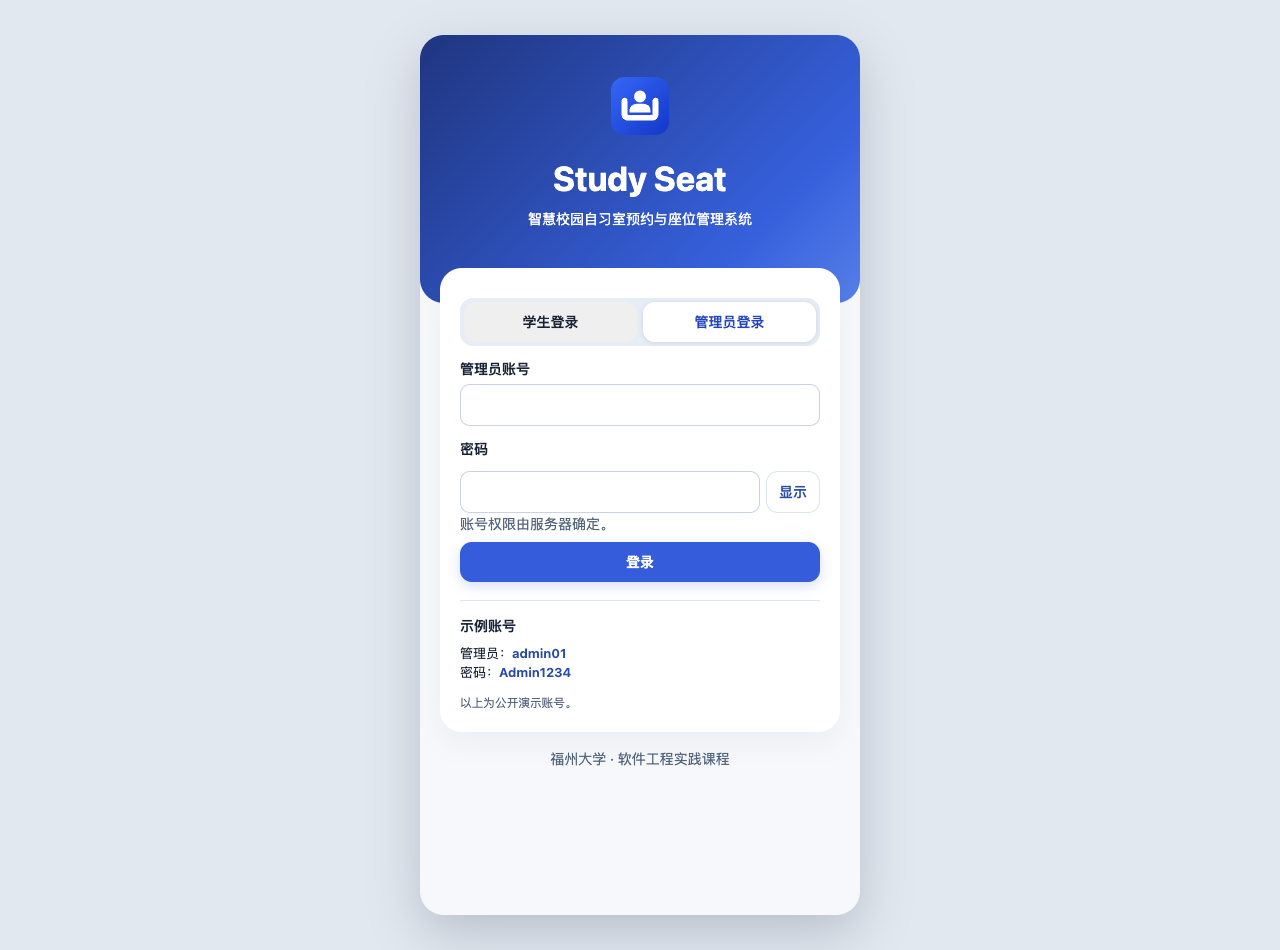 Study Seat
智慧校园自习室预约与座位管理系统
学生登录 管理员登录
管理员账号
密码
显示
账号权限由服务器确定。
登录
示例账号
管理员：admin01
密码：Admin1234
以上为公开演示账号。
福州大学 · 软件工程实践课程